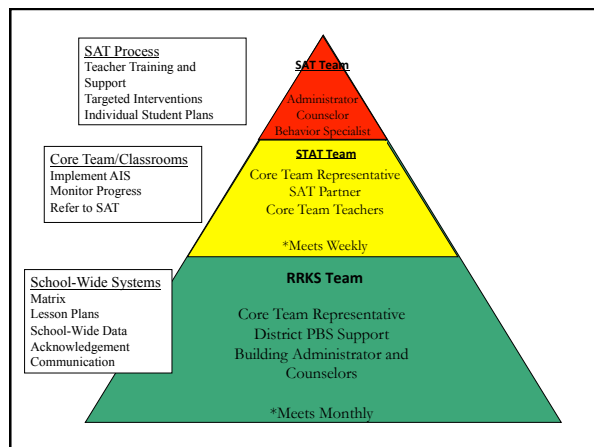 SAT Process
Teacher Training and
Support
Targeted Interventions
Individual Student Plans
SAT Team
Administrator
Counselor
Behavior Specialist
Core Team/Classrooms
Implement AIS
Monitor Progress
Refer to SAT
STAT Team
Core Team Representative
SAT Partner
Core Team Teachers
*Meets Weekly
School-Wide Systems
Matrix
Lesson Plans
School-Wide Data
Acknowledgement
Communication
RRKS Team
Core Team Representative
District PBS Support
Building Administrator and
Counselors
*Meets Monthly